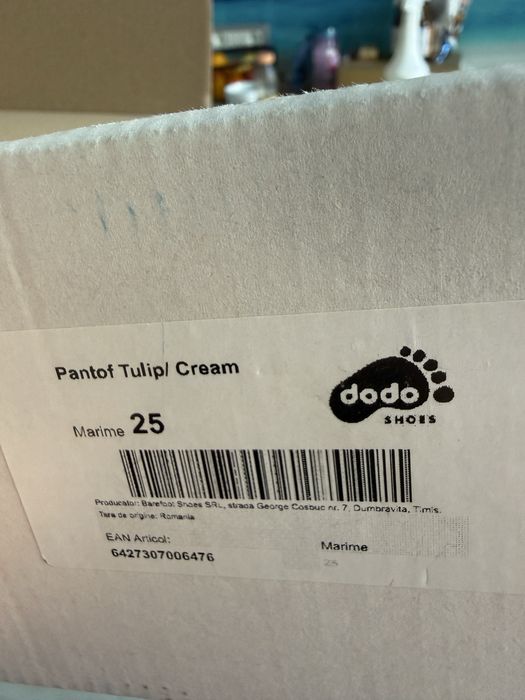 Pantof Tulip/ Cream
dodo
SHOES
Marime 25
Producator: Barefoot Shoes SRL, strada George Cosbuc nr. 7, Dumbravita, Timis.
Tara de origine: Romania
EAN Articol:
6427307006476
Marime
25